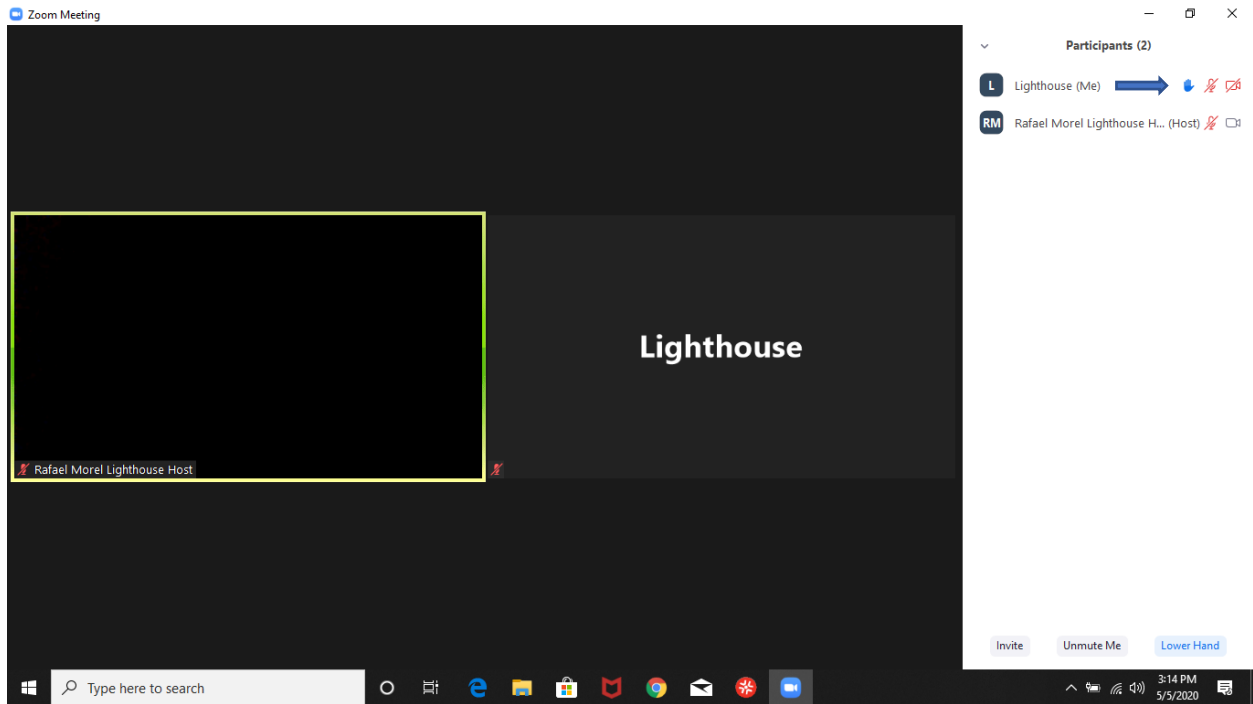 Zoom Meeting
Participants (2)
L Lighthouse (Me)
RM Rafael Morel Lighthouse H... (Host)
Lighthouse
Rafael Morel Lighthouse Host
Invite Unmute Me Lower Hand
Type here to search
3:14 PM
5/5/2020